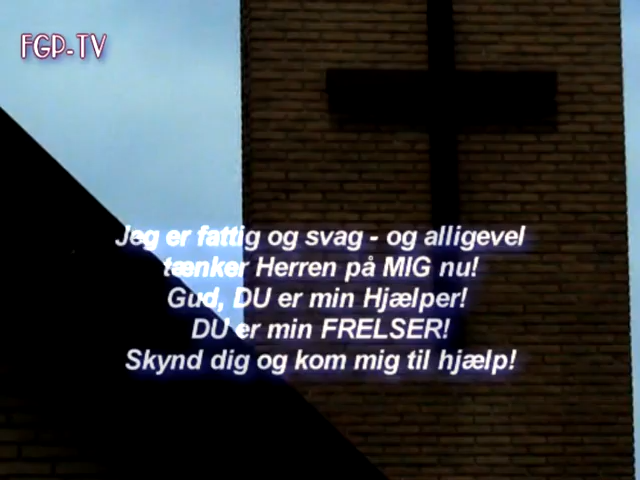 FGP-TV
Jeg er fattig og svag - og alligevel
tænker Herren på MIG nu!
Gud, DU er min Hjælper!
DU er min FRELSER!
Skynd dig og kom mig til hjælp!